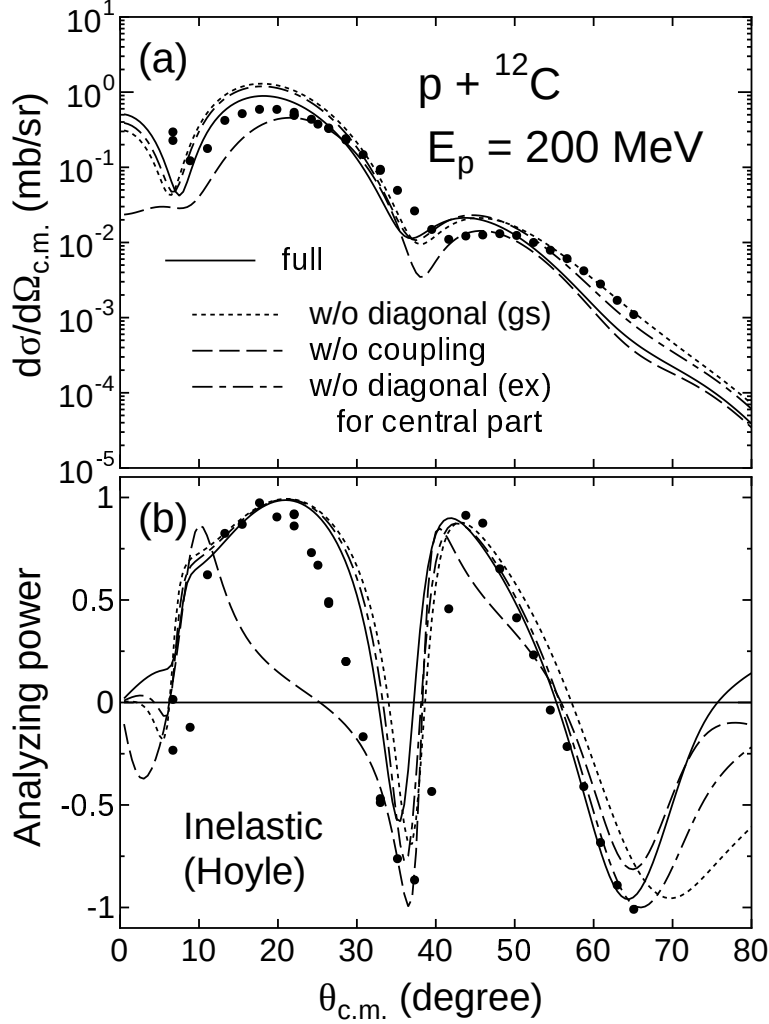 10^1
(a)
p + ^12C
10^0
E_p = 200 MeV
10^-1
10^-2
10^-3
10^-4
10^-5
dσ/dΩ_c.m. (mb/sr)
full
w/o diagonal (gs)
w/o coupling
w/o diagonal (ex)
for central part
(b)
1
0.5
0
-0.5
-1
Analyzing power
Inelastic
(Hoyle)
0 10 20 30 40 50 60 70 80
θ_c.m. (degree)